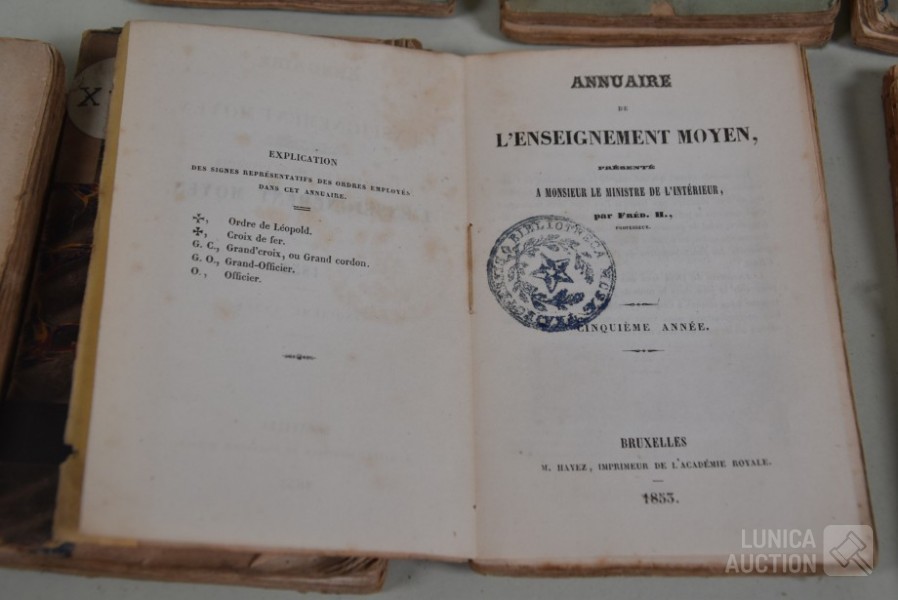 X
EXPLICATION
DES SIGNES REPRÉSENTATIFS DES ORDRES EMPLOYÉS
DANS CET ANNUAIRE.
✠, Ordre de Léopold.
✠, Croix de fer.
G. C., Grand'croix, ou Grand cordon.
G. O., Grand-Officier.
O., Officier.
ANNUAIRE
DE
L'ENSEIGNEMENT MOYEN,
PRÉSENTÉ
A MONSIEUR LE MINISTRE DE L'INTÉRIEUR,
par FRÉD. H.,
PROFESSEUR.
BIBLIOTHECA
CINQUIÈME ANNÉE.
BRUXELLES
M. HAYEZ, IMPRIMEUR DE L'ACADÉMIE ROYALE.
1853.
LUNICA
AUCTION